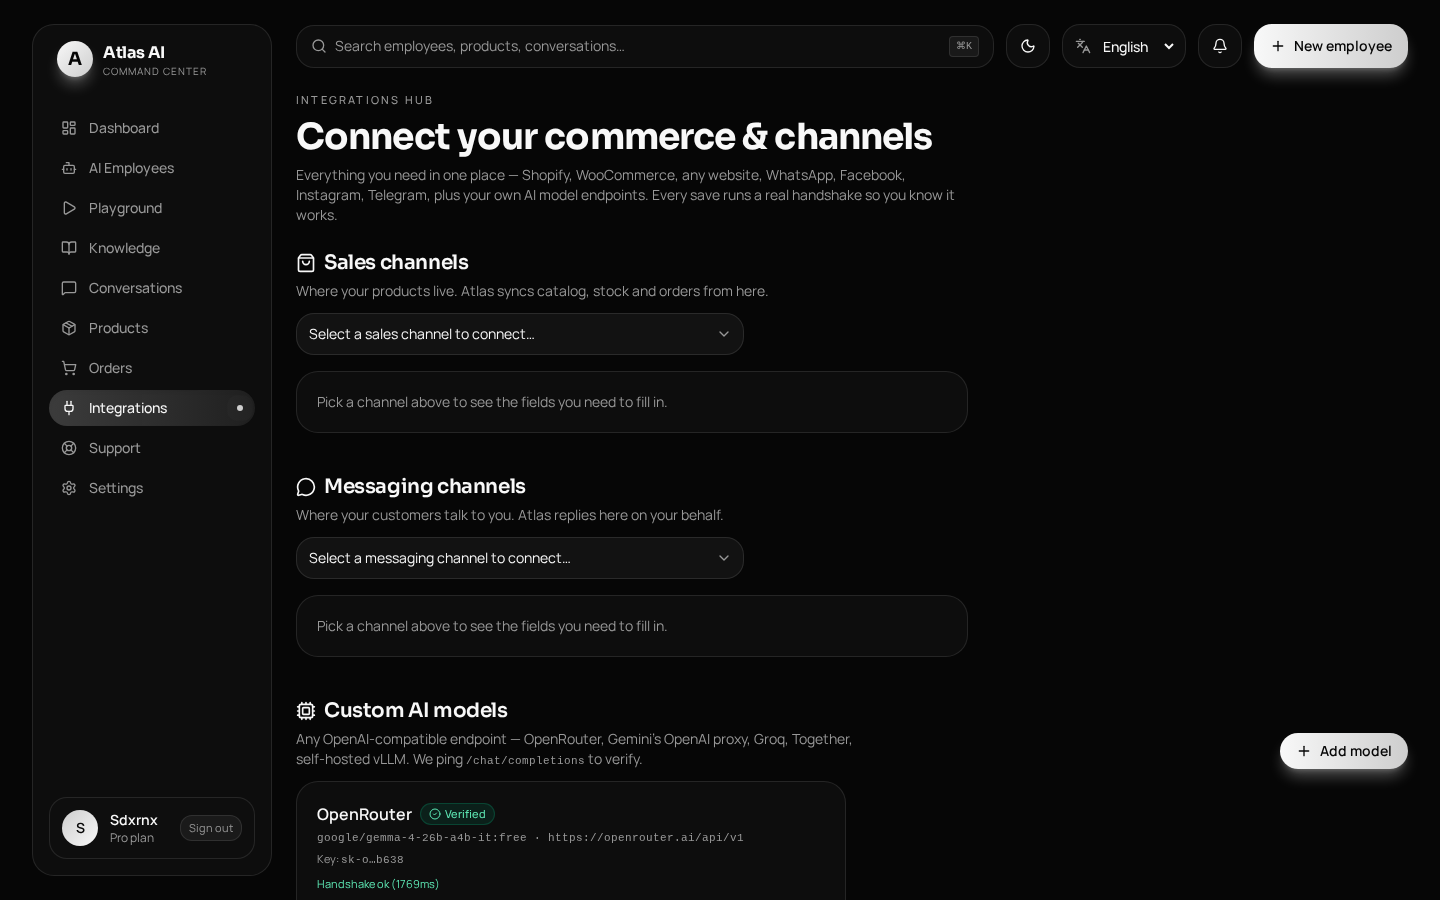 A
Atlas AI
COMMAND CENTER
Dashboard
AI Employees
Playground
Knowledge
Conversations
Products
Orders
Integrations
Support
Settings
S
Sdxrnx
Pro plan
Sign out
Search employees, products, conversations...
⌘K
English
+ New employee
INTEGRATIONS HUB
Connect your commerce & channels
Everything you need in one place — Shopify, WooCommerce, any website, WhatsApp, Facebook,
Instagram, Telegram, plus your own AI model endpoints. Every save runs a real handshake so you know it
works.
Sales channels
Where your products live. Atlas syncs catalog, stock and orders from here.
Select a sales channel to connect...
Pick a channel above to see the fields you need to fill in.
Messaging channels
Where your customers talk to you. Atlas replies here on your behalf.
Select a messaging channel to connect...
Pick a channel above to see the fields you need to fill in.
Custom AI models
Any OpenAI-compatible endpoint — OpenRouter, Gemini's OpenAI proxy, Groq, Together,
self-hosted vLLM. We ping /chat/completions to verify.
+ Add model
OpenRouter Verified
google/gemma-4-26b-a4b-it:free · https://openrouter.ai/api/v1
Key: sk-o…b638
Handshake ok (1769ms)